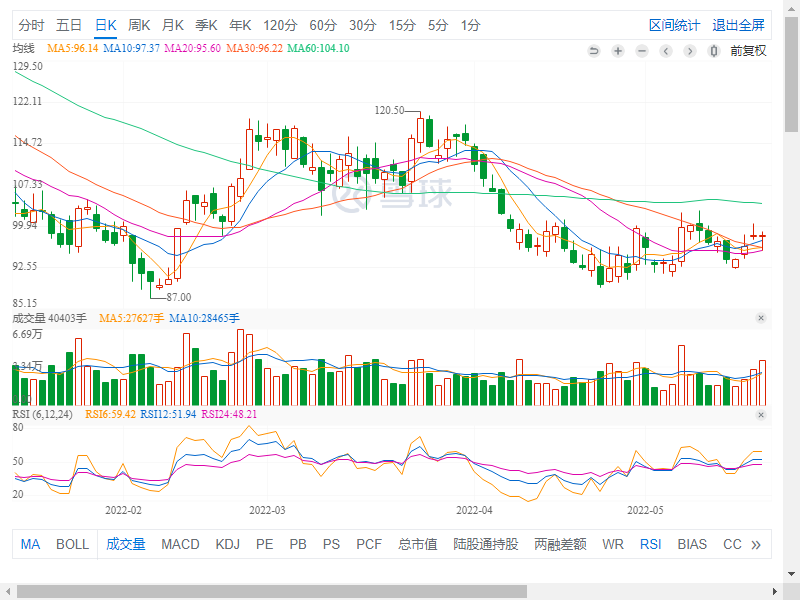 分时 五日 日K 周K 月K 季K 年K 120分 60分 30分 15分 5分 1分 区间统计 退出全屏
均线 MA5:96.14 MA10:97.37 MA20:95.60 MA30:96.22 MA60:104.10 前复权
129.50
122.11
120.50
114.72
107.33
雪球
99.94
92.55
87.00
85.15
成交量 40403手 MA5:27627手 MA10:28465手
6.69万
3.34万
RSI (6,12,24) RSI6:59.42 RSI12:51.94 RSI24:48.21
80
50
20
2022-02 2022-03 2022-04 2022-05
MA BOLL 成交量 MACD KDJ PE PB PS PCF 总市值 陆股通持股 两融差额 WR RSI BIAS CC »